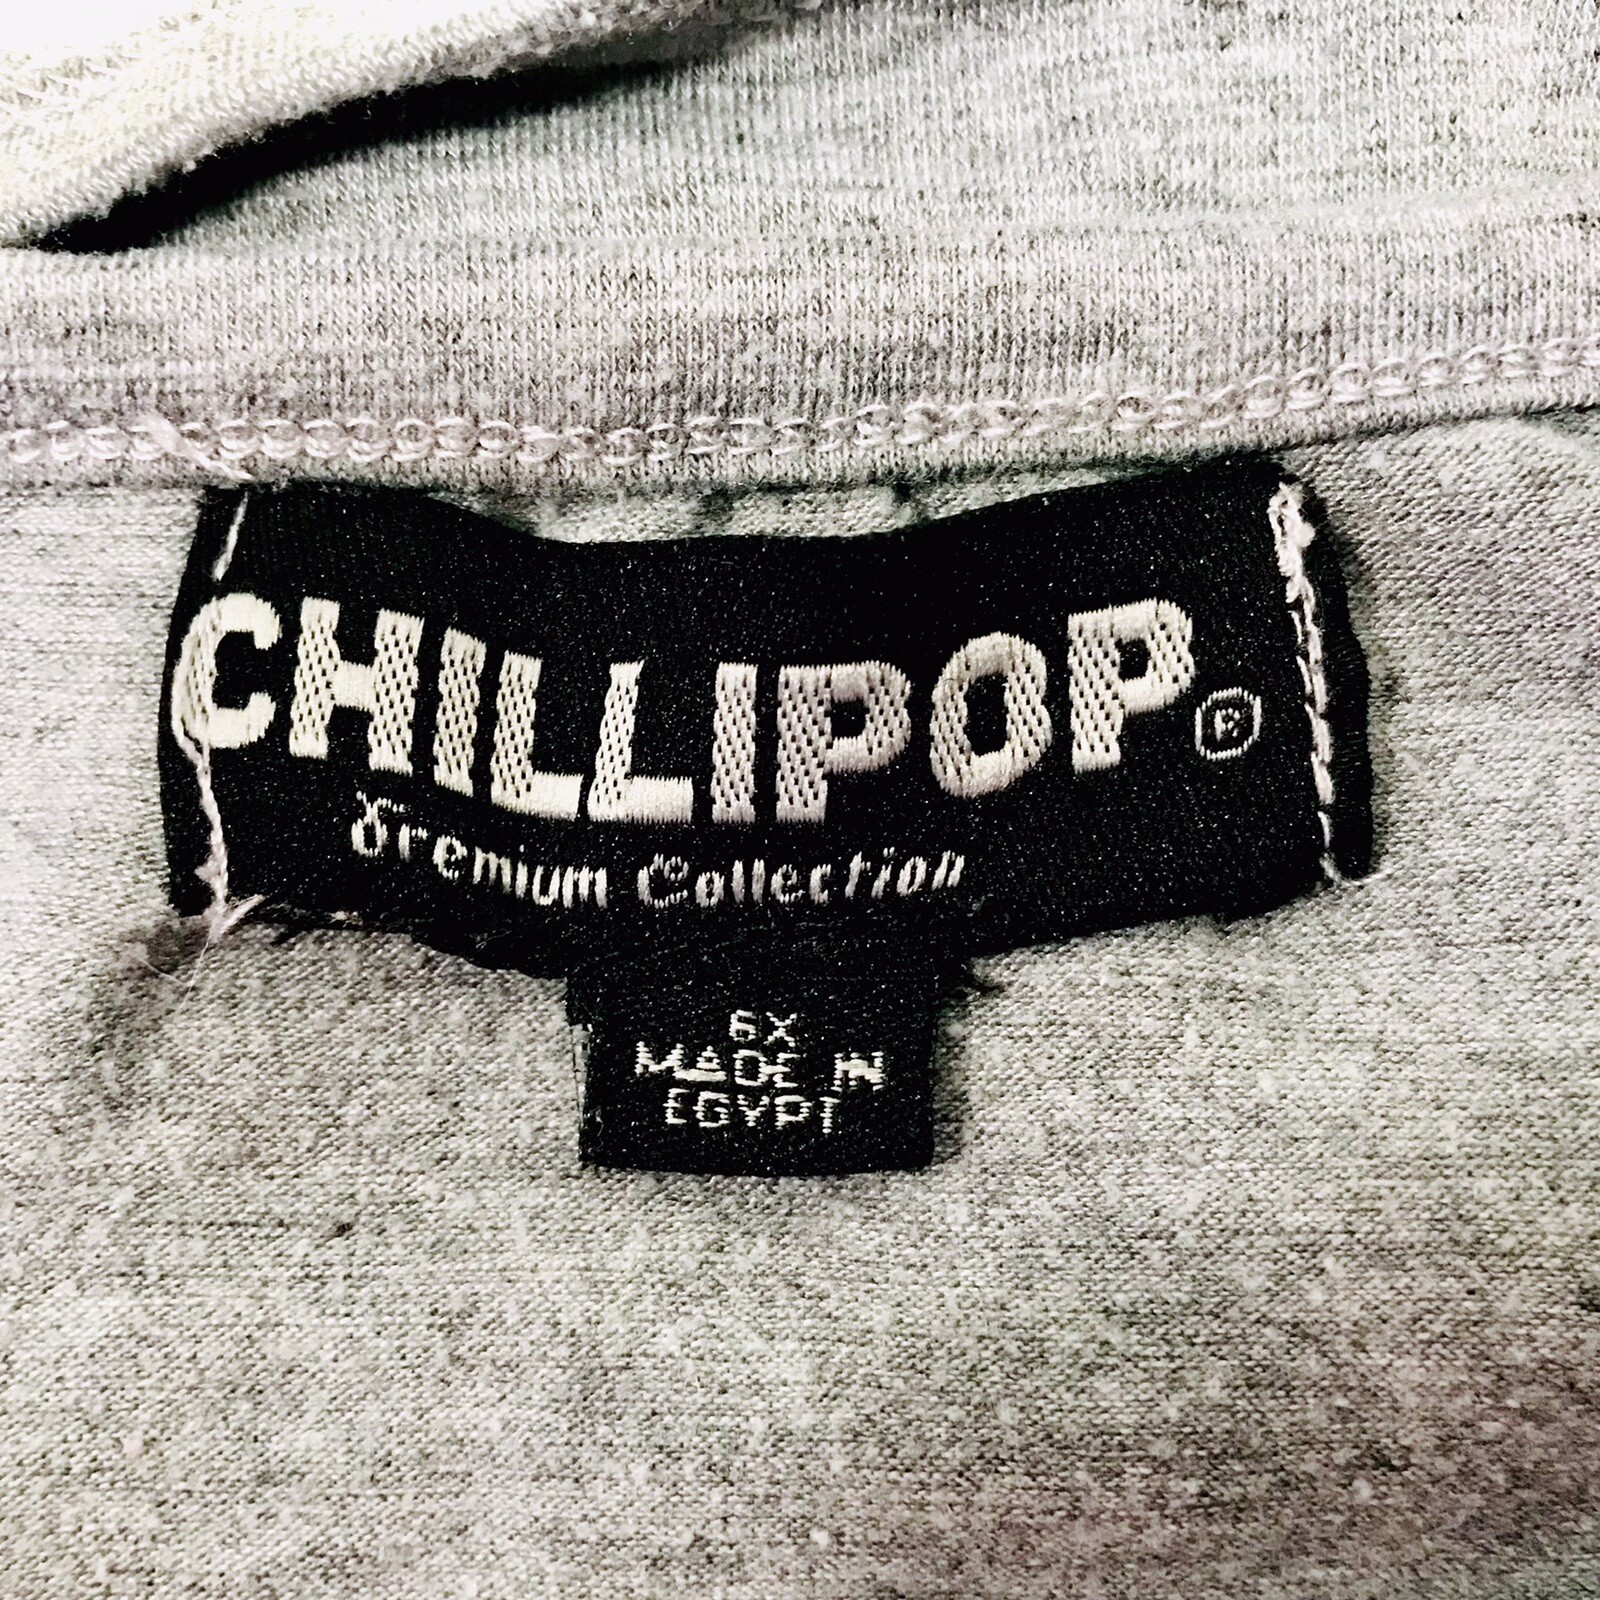 CHILLIPOP®
Premium Collection
6X
MADE IN
EGYPT